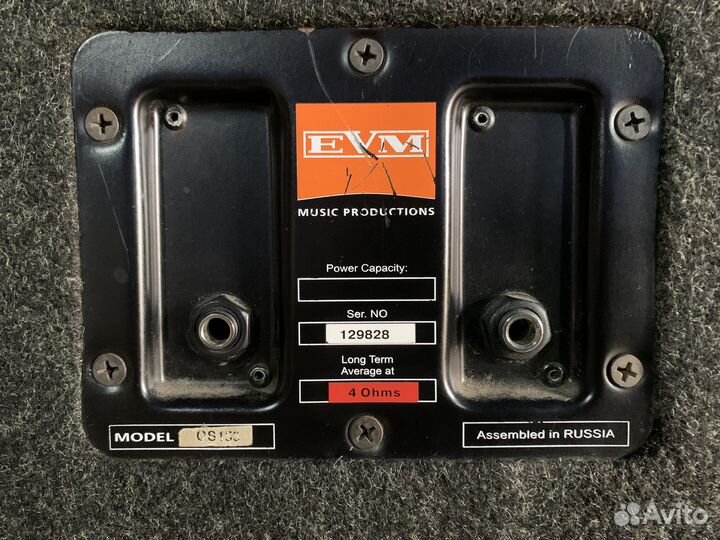 EVM
MUSIC PRODUCTIONS
Power Capacity:
Ser. NO
129828
Long Term
Average at
4 Ohms
MODEL
Assembled in RUSSIA
Avito